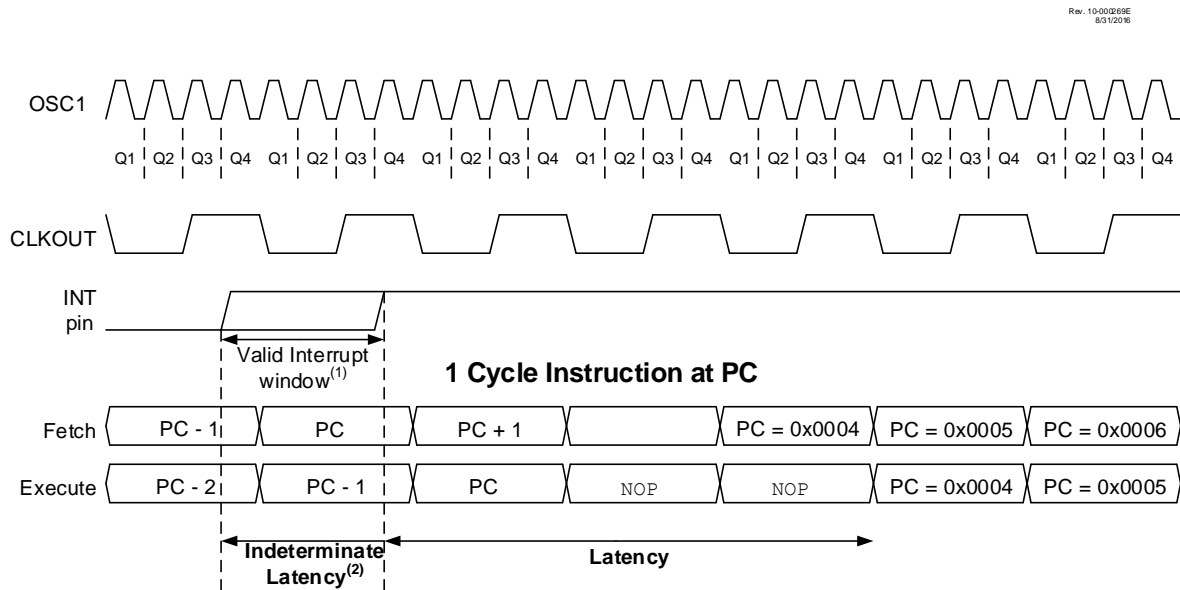 Rev. 10-000269E
8/31/2016
OSC1
Q1 Q2 Q3 Q4 Q1 Q2 Q3 Q4 Q1 Q2 Q3 Q4 Q1 Q2 Q3 Q4 Q1 Q2 Q3 Q4 Q1 Q2 Q3 Q4 Q1 Q2 Q3 Q4
CLKOUT
INT
pin
Valid Interrupt
window(1)
1 Cycle Instruction at PC
Fetch PC - 1 PC PC + 1 PC = 0x0004 PC = 0x0005 PC = 0x0006
Execute PC - 2 PC - 1 PC NOP NOP PC = 0x0004 PC = 0x0005
Indeterminate
Latency(2)
Latency